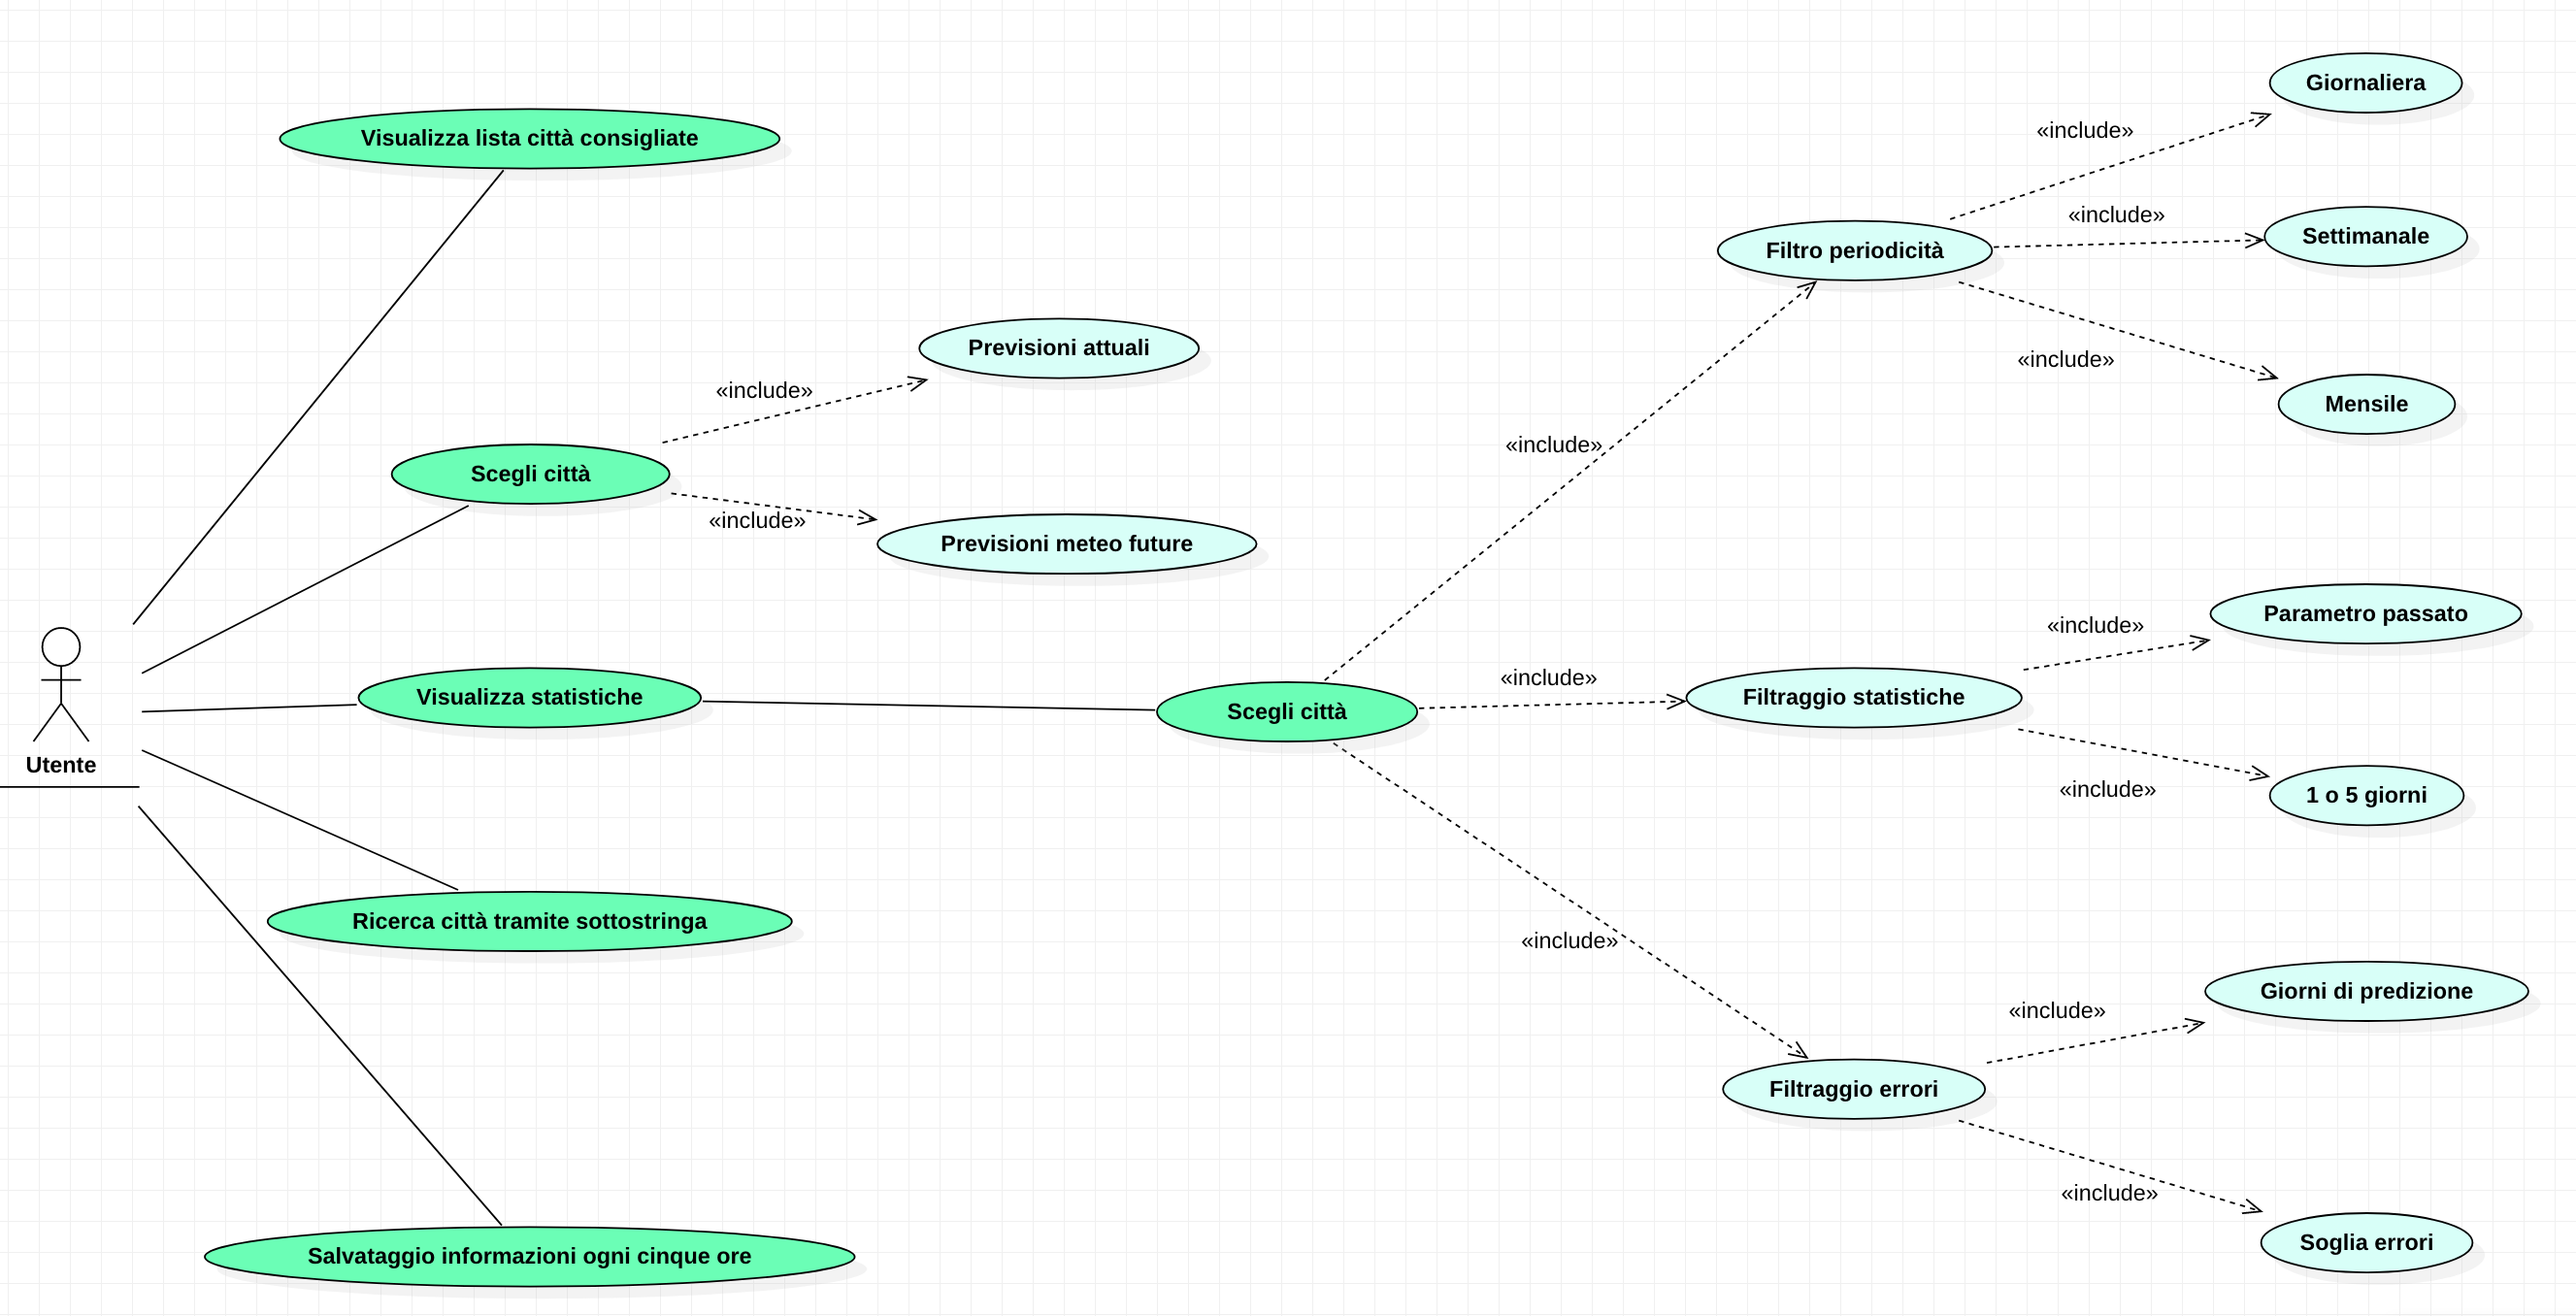 Giornaliera
«include»
Visualizza lista città consigliate
«include»
Settimanale
Filtro periodicità
Previsioni attuali
«include»
Mensile
«include»
«include»
Scegli città
«include»
Previsioni meteo future
Parametro passato
«include»
«include»
Visualizza statistiche
Scegli città
Filtraggio statistiche
Utente
«include»
1 o 5 giorni
Ricerca città tramite sottostringa
«include»
Giorni di predizione
«include»
Filtraggio errori
«include»
Soglia errori
Salvataggio informazioni ogni cinque ore